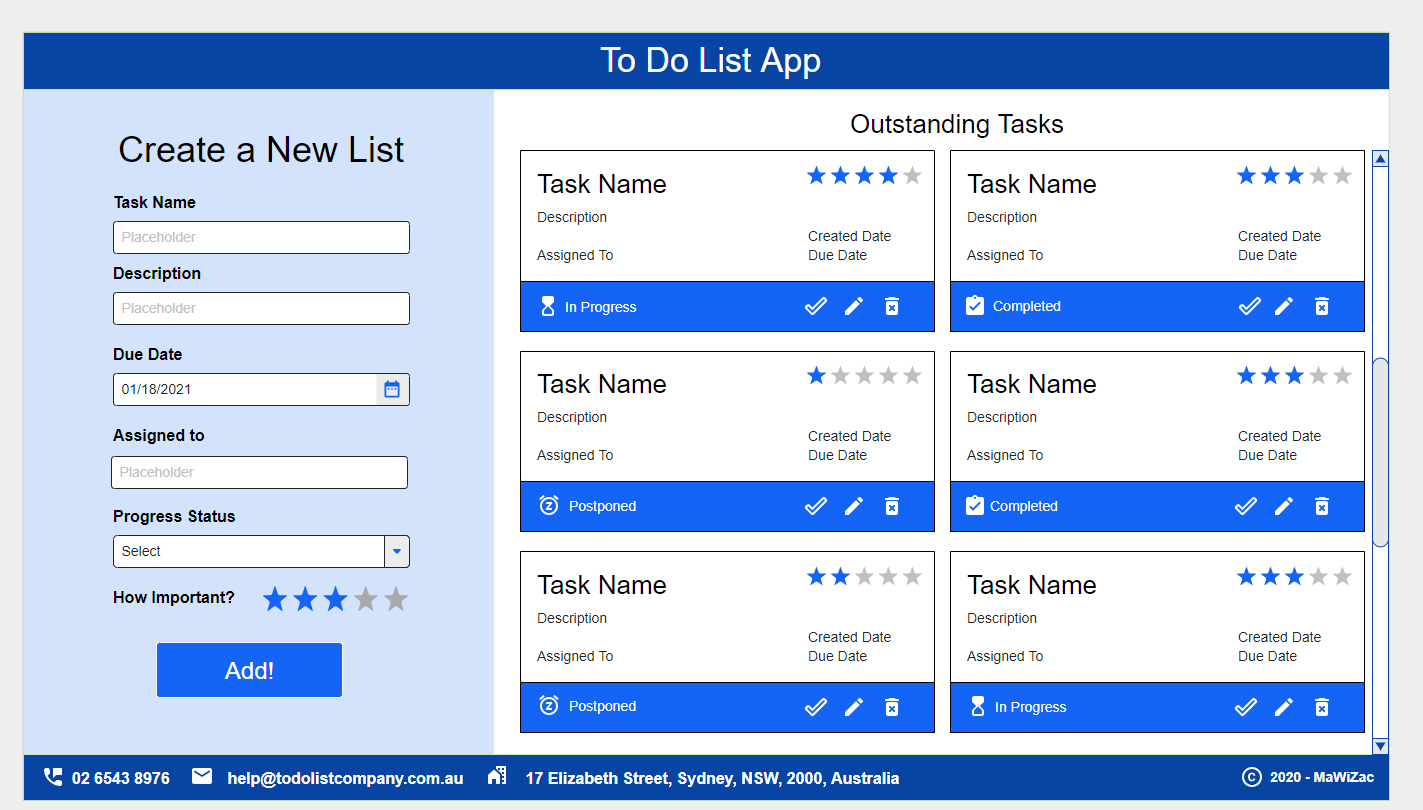 To Do List App
Create a New List
Task Name
Placeholder
Description
Placeholder
Due Date
01/18/2021
Assigned to
Placeholder
Progress Status
Select
How Important?
Add!
Outstanding Tasks
Task Name
Description
Created Date
Assigned To
Due Date
In Progress
Task Name
Description
Created Date
Assigned To
Due Date
Completed
Task Name
Description
Created Date
Assigned To
Due Date
Postponed
Task Name
Description
Created Date
Assigned To
Due Date
Completed
Task Name
Description
Created Date
Assigned To
Due Date
Postponed
Task Name
Description
Created Date
Assigned To
Due Date
In Progress
02 6543 8976 help@todolistcompany.com.au 17 Elizabeth Street, Sydney, NSW, 2000, Australia © 2020 - MaWiZac